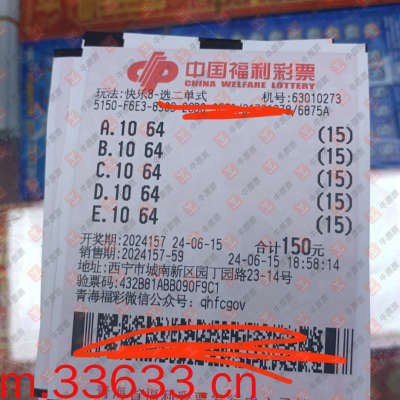 中国福利彩票
CHINA WELFARE LOTTERY
玩法:快乐8-选二单式 机号:63010273
5150-F6E3- /6875A
A.10 64 (15)
B.10 64 (15)
C.10 64 (15)
D.10 64 (15)
E.10 64 (15)
开奖期:2024157 24-06-15 合计150元
销售期:2024157-59 24-06-15 18:58:14
地址:西宁市城南新区园丁园路23-14号
验票码:432B81ABB090F9C1
青海福彩微信公众号: qhfcgov
m.33633.cn